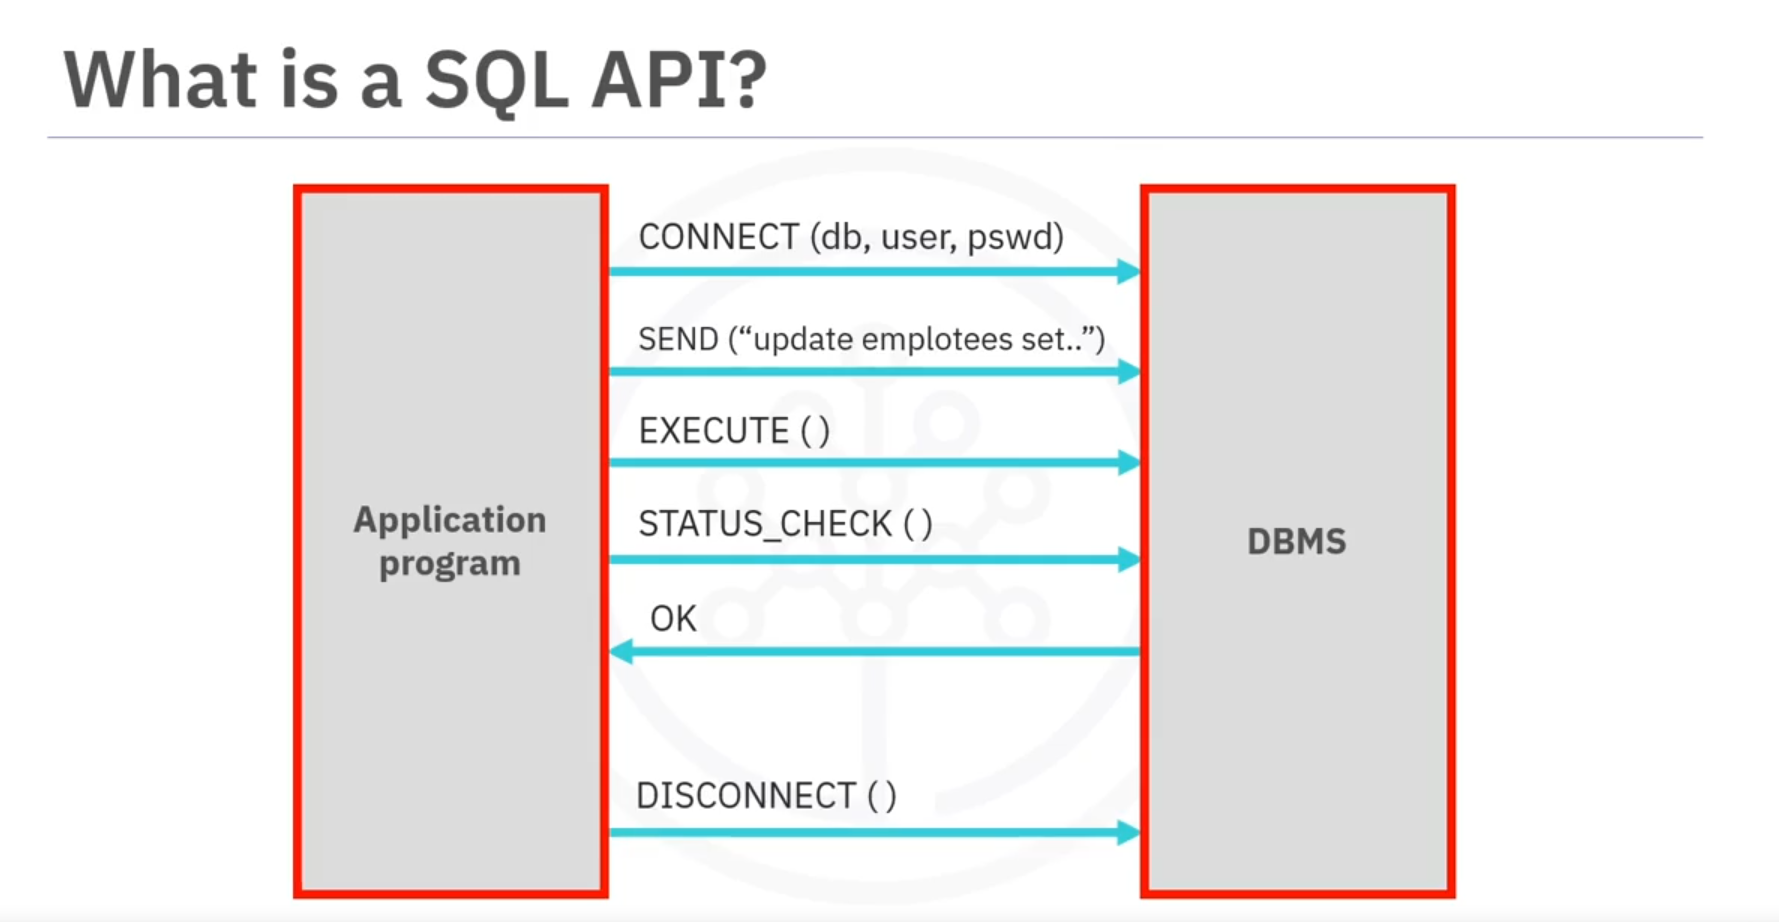 What is a SQL API?
CONNECT (db, user, pswd)
SEND (“update emplotees set..”)
EXECUTE ( )
STATUS_CHECK ( )
Application
program
DBMS
OK
DISCONNECT ( )